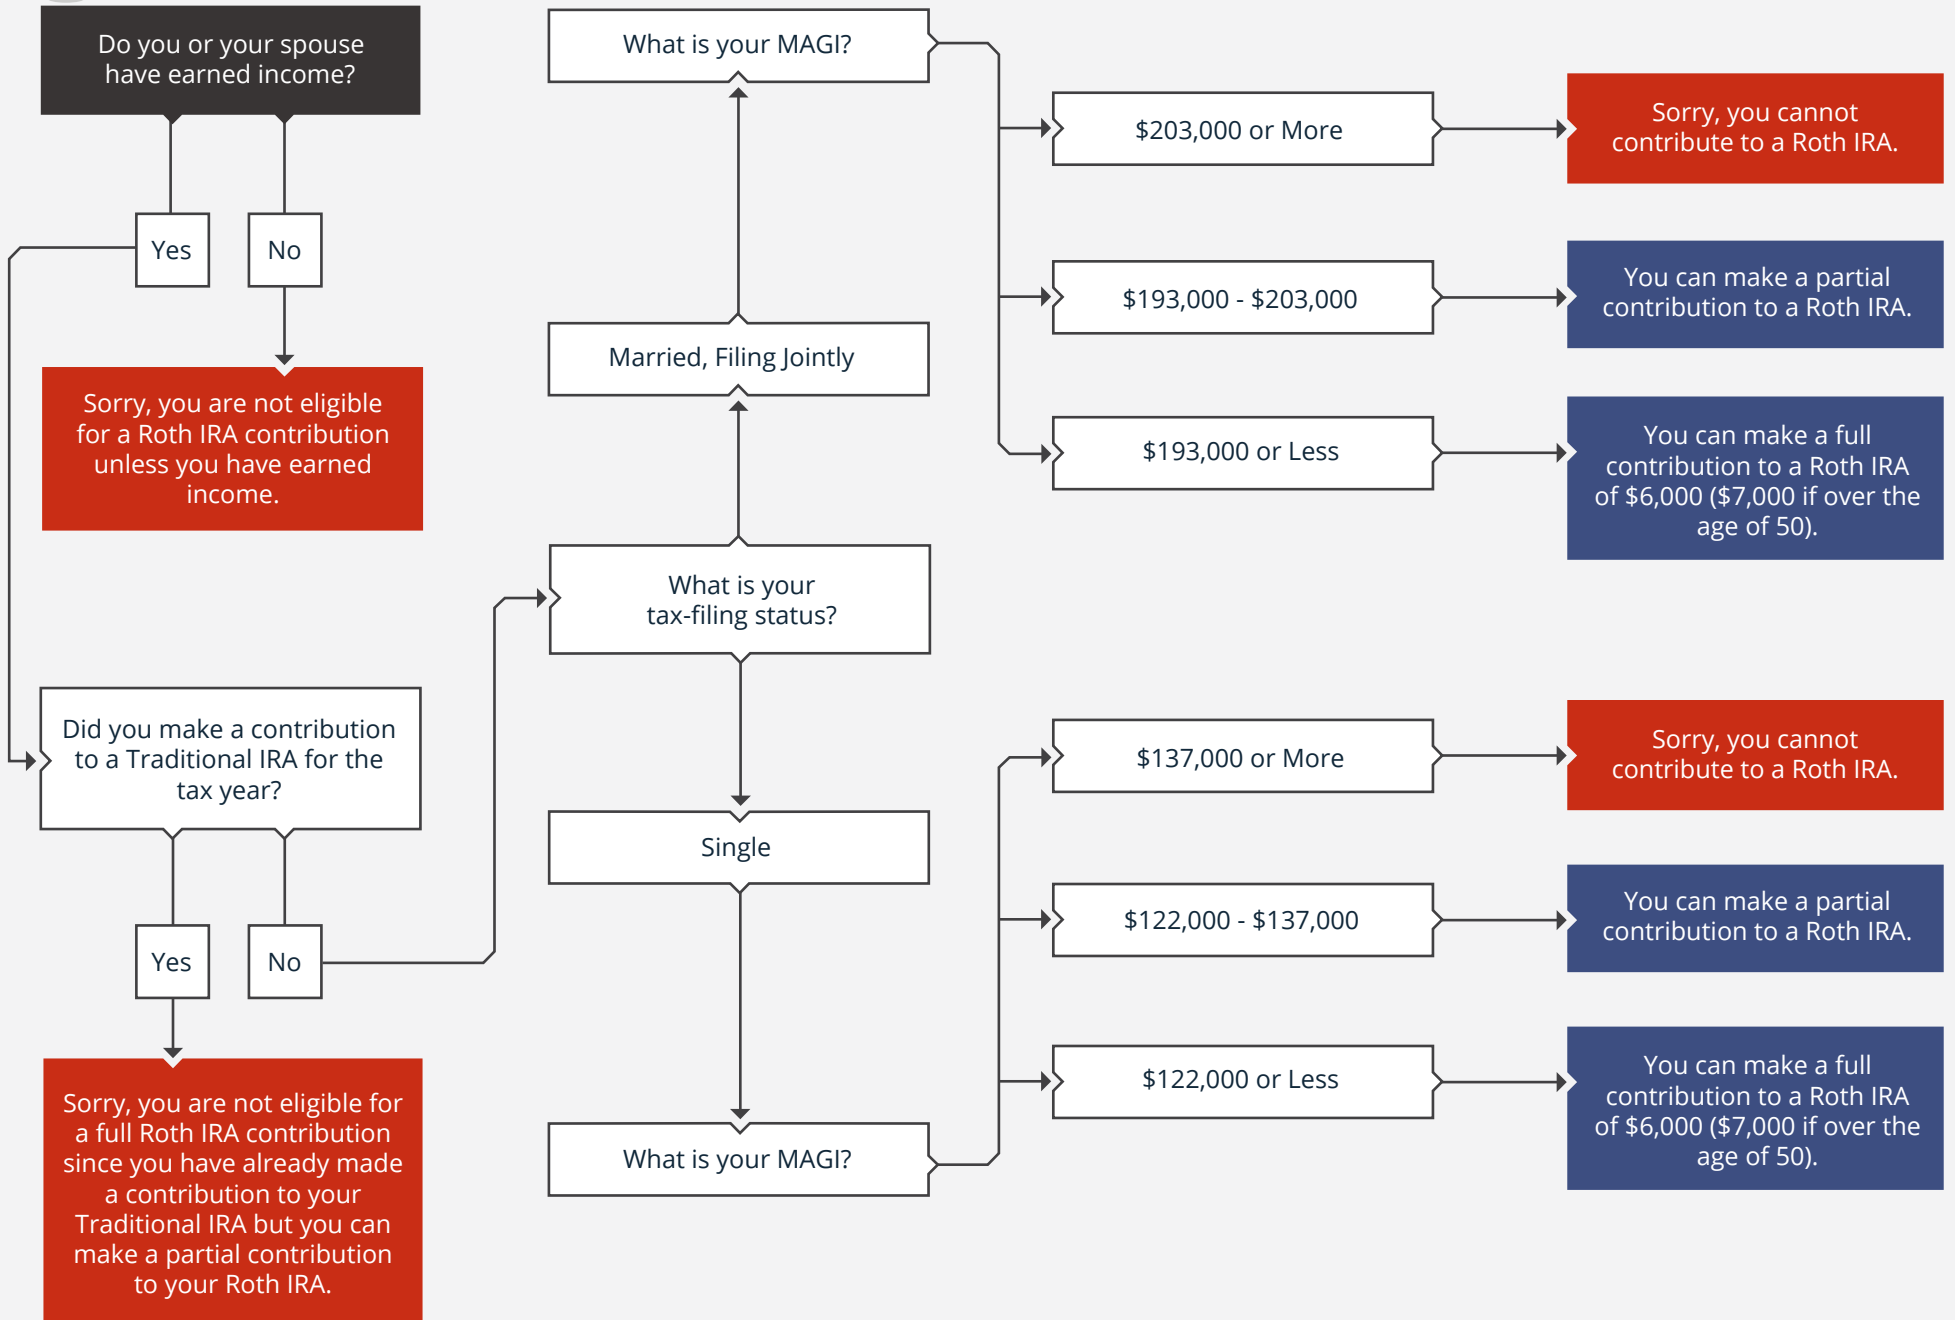 Do you or your spouse
have earned income?
Yes
No
Sorry, you are not eligible
for a Roth IRA contribution
unless you have earned
income.
Did you make a contribution
to a Traditional IRA for the
tax year?
Yes
No
Sorry, you are not eligible for
a full Roth IRA contribution
since you have already made
a contribution to your
Traditional IRA but you can
make a partial contribution
to your Roth IRA.
What is your
tax-filing status?
Married, Filing Jointly
What is your MAGI?
$203,000 or More
Sorry, you cannot
contribute to a Roth IRA.
$193,000 - $203,000
You can make a partial
contribution to a Roth IRA.
$193,000 or Less
You can make a full
contribution to a Roth IRA
of $6,000 ($7,000 if over the
age of 50).
Single
What is your MAGI?
$137,000 or More
Sorry, you cannot
contribute to a Roth IRA.
$122,000 - $137,000
You can make a partial
contribution to a Roth IRA.
$122,000 or Less
You can make a full
contribution to a Roth IRA
of $6,000 ($7,000 if over the
age of 50).